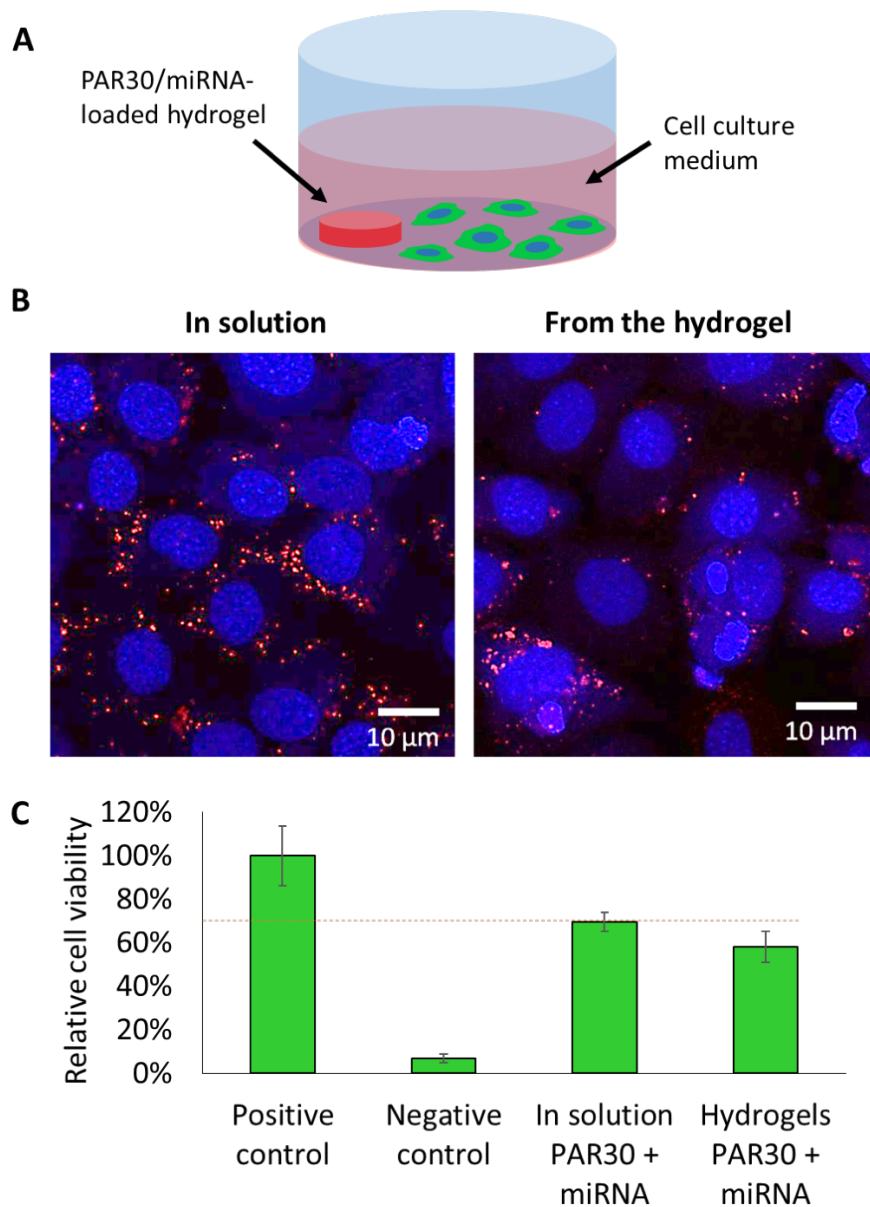 A
PAR30/miRNA-
loaded hydrogel
Cell culture
medium
B
In solution
From the hydrogel
10 µm
10 µm
C
Relative cell viability
120%
100%
80%
60%
40%
20%
0%
Positive
control
Negative
control
In solution
PAR30 +
miRNA
Hydrogels
PAR30 +
miRNA